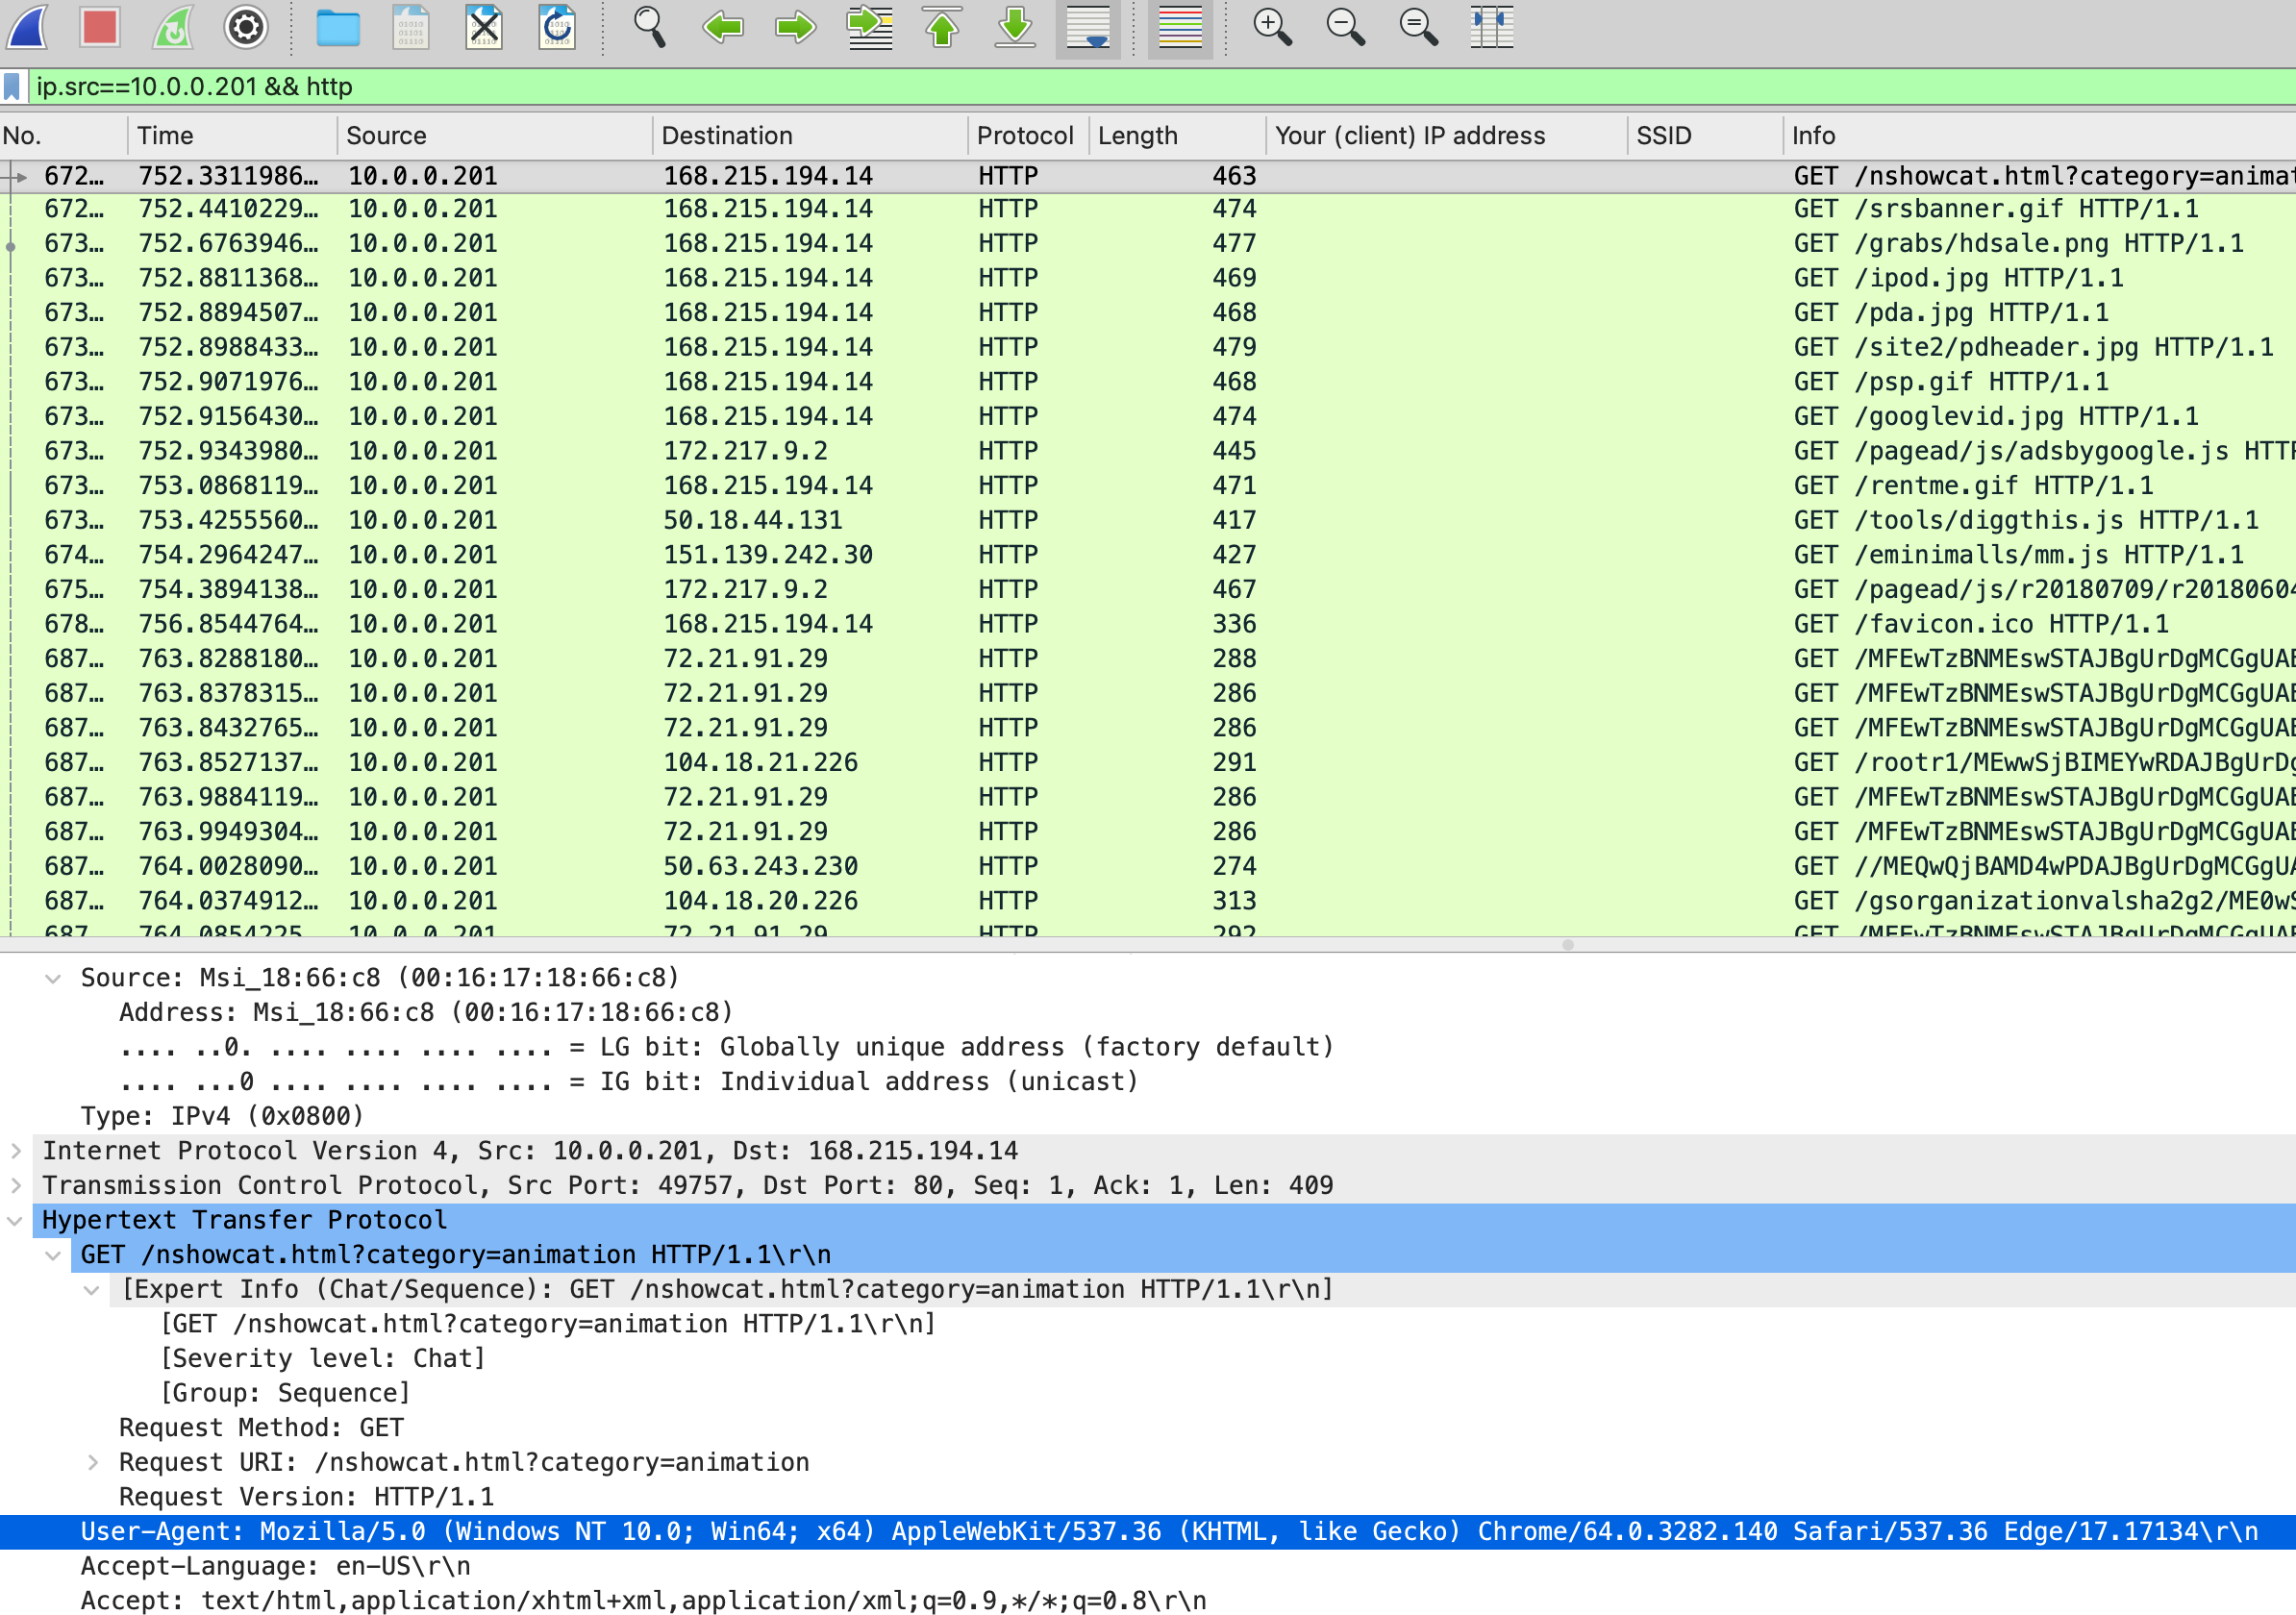 ip.src==10.0.0.201 && http
No. Time Source Destination Protocol Length Your (client) IP address SSID Info
672… 752.3311986… 10.0.0.201 168.215.194.14 HTTP 463 GET /nshowcat.html?category=animat
672… 752.4410229… 10.0.0.201 168.215.194.14 HTTP 474 GET /srsbanner.gif HTTP/1.1
673… 752.6763946… 10.0.0.201 168.215.194.14 HTTP 477 GET /grabs/hdsale.png HTTP/1.1
673… 752.8811368… 10.0.0.201 168.215.194.14 HTTP 469 GET /ipod.jpg HTTP/1.1
673… 752.8894507… 10.0.0.201 168.215.194.14 HTTP 468 GET /pda.jpg HTTP/1.1
673… 752.8988433… 10.0.0.201 168.215.194.14 HTTP 479 GET /site2/pdheader.jpg HTTP/1.1
673… 752.9071976… 10.0.0.201 168.215.194.14 HTTP 468 GET /psp.gif HTTP/1.1
673… 752.9156430… 10.0.0.201 168.215.194.14 HTTP 474 GET /googlevid.jpg HTTP/1.1
673… 752.9343980… 10.0.0.201 172.217.9.2 HTTP 445 GET /pagead/js/adsbygoogle.js HTTP
673… 753.0868119… 10.0.0.201 168.215.194.14 HTTP 471 GET /rentme.gif HTTP/1.1
673… 753.4255560… 10.0.0.201 50.18.44.131 HTTP 417 GET /tools/diggthis.js HTTP/1.1
674… 754.2964247… 10.0.0.201 151.139.242.30 HTTP 427 GET /eminimalls/mm.js HTTP/1.1
675… 754.3894138… 10.0.0.201 172.217.9.2 HTTP 467 GET /pagead/js/r20180709/r20180604
678… 756.8544764… 10.0.0.201 168.215.194.14 HTTP 336 GET /favicon.ico HTTP/1.1
687… 763.8288180… 10.0.0.201 72.21.91.29 HTTP 288 GET /MFEwTzBNMEswSTAJBgUrDgMCGgUAB
687… 763.8378315… 10.0.0.201 72.21.91.29 HTTP 286 GET /MFEwTzBNMEswSTAJBgUrDgMCGgUAB
687… 763.8432765… 10.0.0.201 72.21.91.29 HTTP 286 GET /MFEwTzBNMEswSTAJBgUrDgMCGgUAB
687… 763.8527137… 10.0.0.201 104.18.21.226 HTTP 291 GET /rootr1/MEwwSjBIMEYwRDAJBgUrDg
687… 763.9884119… 10.0.0.201 72.21.91.29 HTTP 286 GET /MFEwTzBNMEswSTAJBgUrDgMCGgUAB
687… 763.9949304… 10.0.0.201 72.21.91.29 HTTP 286 GET /MFEwTzBNMEswSTAJBgUrDgMCGgUAB
687… 764.0028090… 10.0.0.201 50.63.243.230 HTTP 274 GET //MEQwQjBAMD4wPDAJBgUrDgMCGgUA
687… 764.0374912… 10.0.0.201 104.18.20.226 HTTP 313 GET /gsorganizationvalsha2g2/ME0wS
687… 764.0854225… 10.0.0.201 72.21.91.29 HTTP 292 GET /MFEwTzBNMEswSTAJBgUrDgMCGgUAB
Source: Msi_18:66:c8 (00:16:17:18:66:c8)
Address: Msi_18:66:c8 (00:16:17:18:66:c8)
.... ..0. .... .... .... .... = LG bit: Globally unique address (factory default)
.... ...0 .... .... .... .... = IG bit: Individual address (unicast)
Type: IPv4 (0x0800)
Internet Protocol Version 4, Src: 10.0.0.201, Dst: 168.215.194.14
Transmission Control Protocol, Src Port: 49757, Dst Port: 80, Seq: 1, Ack: 1, Len: 409
Hypertext Transfer Protocol
GET /nshowcat.html?category=animation HTTP/1.1\r\n
[Expert Info (Chat/Sequence): GET /nshowcat.html?category=animation HTTP/1.1\r\n]
[GET /nshowcat.html?category=animation HTTP/1.1\r\n]
[Severity level: Chat]
[Group: Sequence]
Request Method: GET
Request URI: /nshowcat.html?category=animation
Request Version: HTTP/1.1
User-Agent: Mozilla/5.0 (Windows NT 10.0; Win64; x64) AppleWebKit/537.36 (KHTML, like Gecko) Chrome/64.0.3282.140 Safari/537.36 Edge/17.17134\r\n
Accept-Language: en-US\r\n
Accept: text/html,application/xhtml+xml,application/xml;q=0.9,*/*;q=0.8\r\n